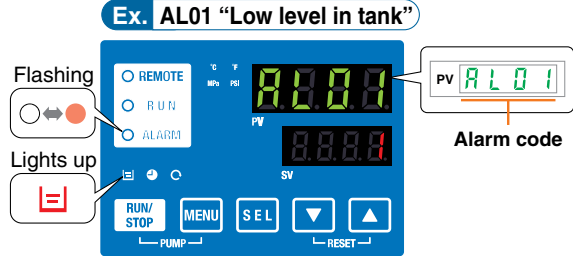 Ex. AL01 “Low level in tank”
Flashing
Lights up
REMOTE
RUN
ALARM
°C °F
MPa PSI
AL01
PV
1
SV
RUN/
STOP
MENU
SEL
PUMP
RESET
PV AL01
Alarm code